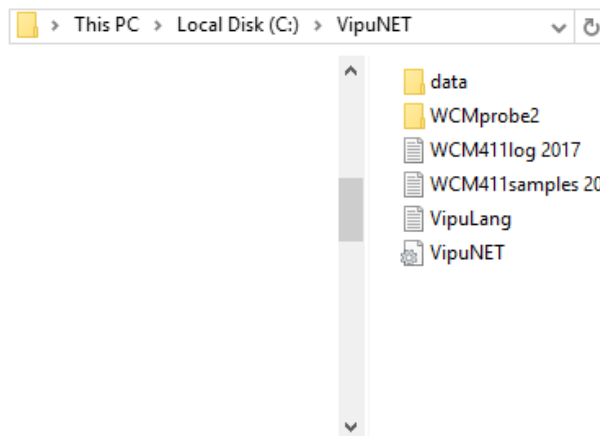 This PC > Local Disk (C:) > VipuNET
data
WCMprobe2
WCM411log 2017
WCM411samples 20
VipuLang
VipuNET